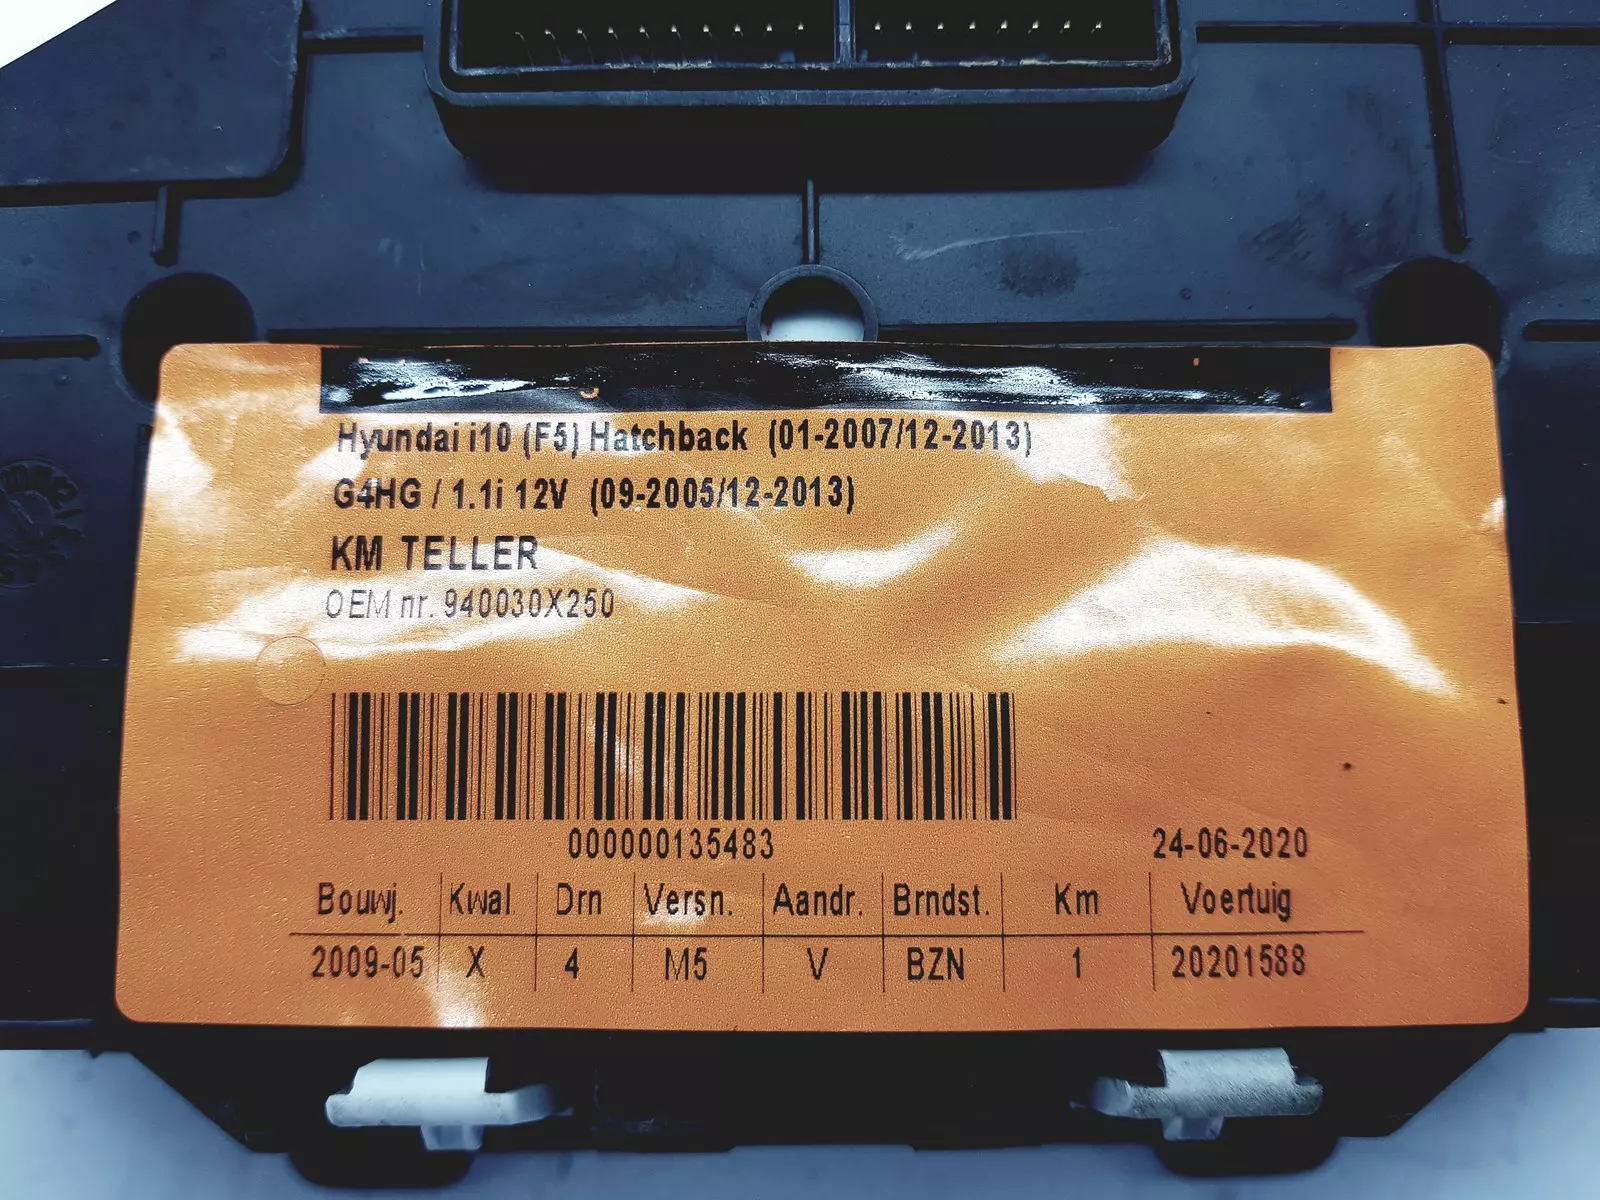 Hyundai i10 (F5) Hatchback (01-2007/12-2013)
G4HG / 1.1i 12V (09-2005/12-2013)
KM TELLER
OEM nr. 940030X250
000000135483
24-06-2020
Bouwj. Kwal. Drn Versn. Aandr. Brndst. Km Voertuig
2009-05 X 4 M5 V BZN 1 20201588